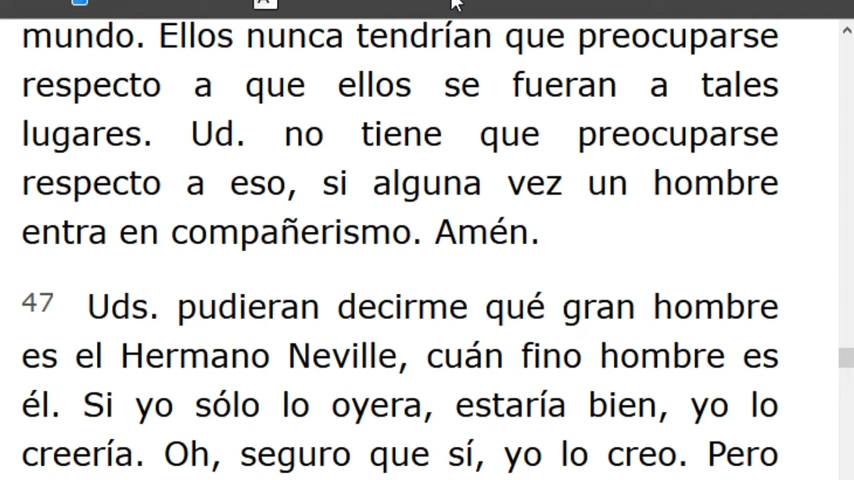 mundo. Ellos nunca tendrían que preocuparse
respecto a que ellos se fueran a tales
lugares. Ud. no tiene que preocuparse
respecto a eso, si alguna vez un hombre
entra en compañerismo. Amén.
47 Uds. pudieran decirme qué gran hombre
es el Hermano Neville, cuán fino hombre es
él. Si yo sólo lo oyera, estaría bien, yo lo
creería. Oh, seguro que sí, yo lo creo. Pero